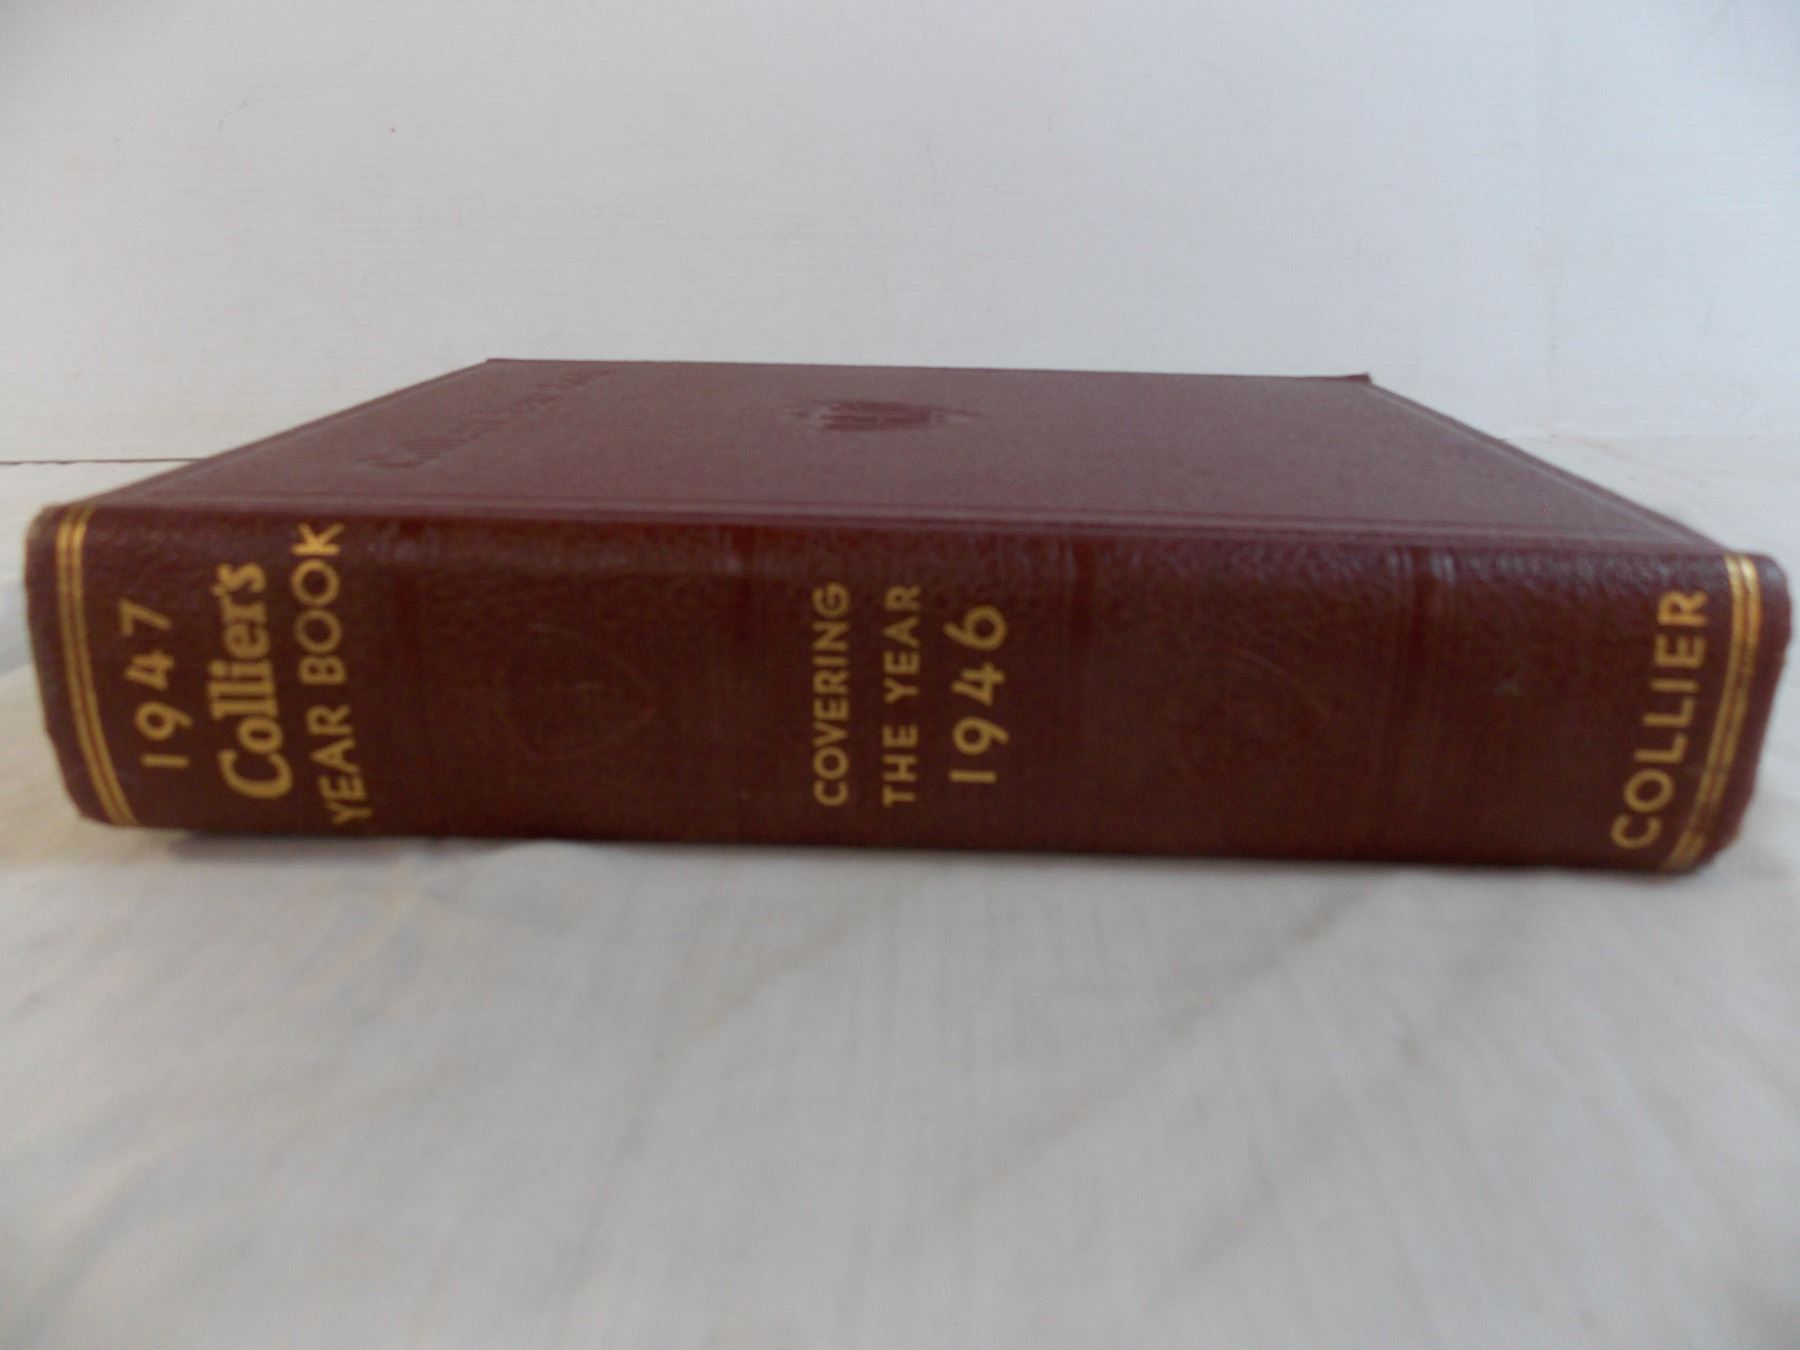 1947
Collier's
YEAR BOOK
COVERING
THE YEAR
1946
COLLIER